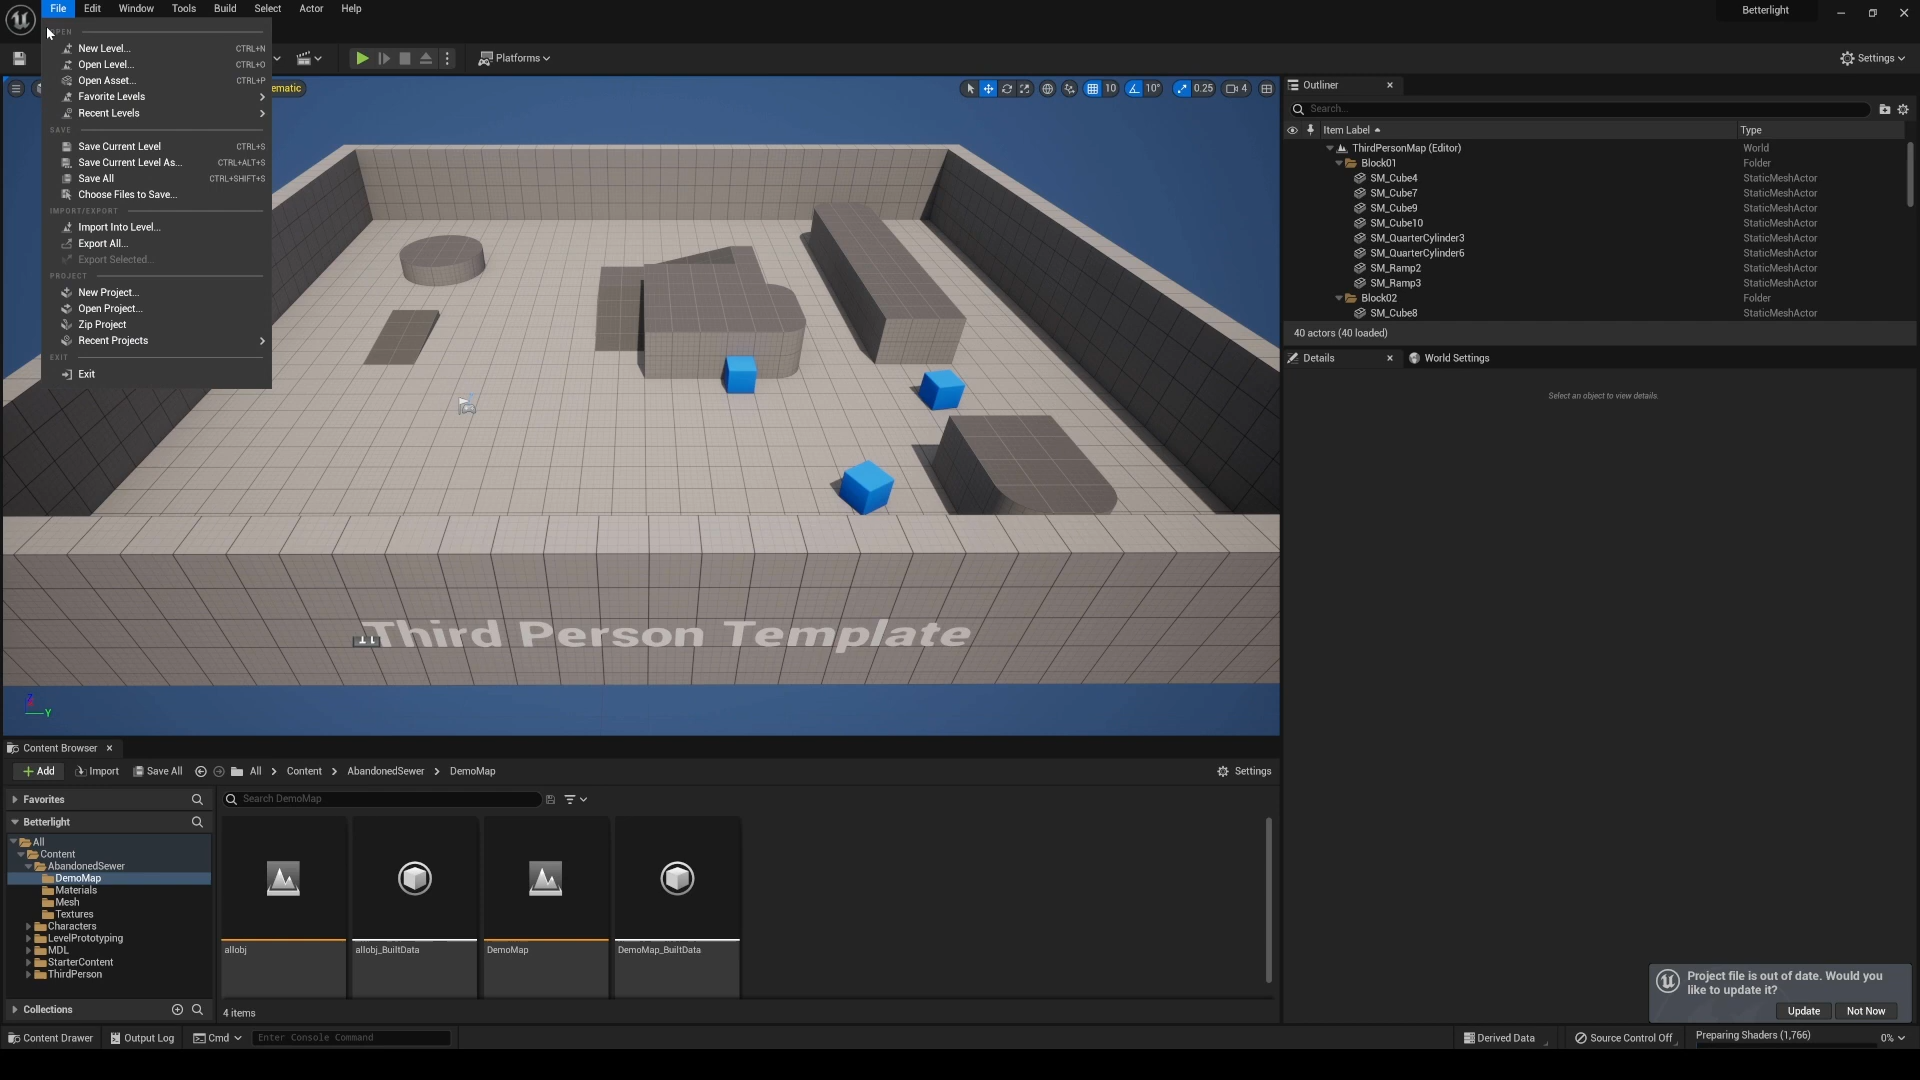 File Edit Window Tools Build Select Actor Help
Betterlight
OPEN
New Level... CTRL+N
Open Level... CTRL+O
Open Asset... CTRL+P
Favorite Levels
Recent Levels
SAVE
Save Current Level CTRL+S
Save Current Level As... CTRL+ALT+S
Save All CTRL+SHIFT+S
Choose Files to Save...
IMPORT/EXPORT
Import Into Level...
Export All...
Export Selected...
PROJECT
New Project...
Open Project...
Zip Project
Recent Projects
EXIT
Exit
Platforms
Settings
10 10° 0.25 4
Third Person Template
Z
Y
Outliner
Search...
Item Label Type
ThirdPersonMap (Editor) World
Block01 Folder
SM_Cube4 StaticMeshActor
SM_Cube7 StaticMeshActor
SM_Cube9 StaticMeshActor
SM_Cube10 StaticMeshActor
SM_QuarterCylinder3 StaticMeshActor
SM_QuarterCylinder6 StaticMeshActor
SM_Ramp2 StaticMeshActor
SM_Ramp3 StaticMeshActor
Block02 Folder
SM_Cube8 StaticMeshActor
40 actors (40 loaded)
Details World Settings
Select an object to view details.
Content Browser
Add Import Save All All > Content > AbandonedSewer > DemoMap Settings
Favorites
Betterlight
All
Content
AbandonedSewer
DemoMap
Materials
Mesh
Textures
Characters
LevelPrototyping
MDL
StarterContent
ThirdPerson
Collections
Search DemoMap
allobj allobj_BuiltData DemoMap DemoMap_BuiltData
4 items
Project file is out of date. Would you
like to update it?
Update Not Now
Content Drawer Output Log Cmd Enter Console Command Derived Data Source Control Off Preparing Shaders (1,766) 0%